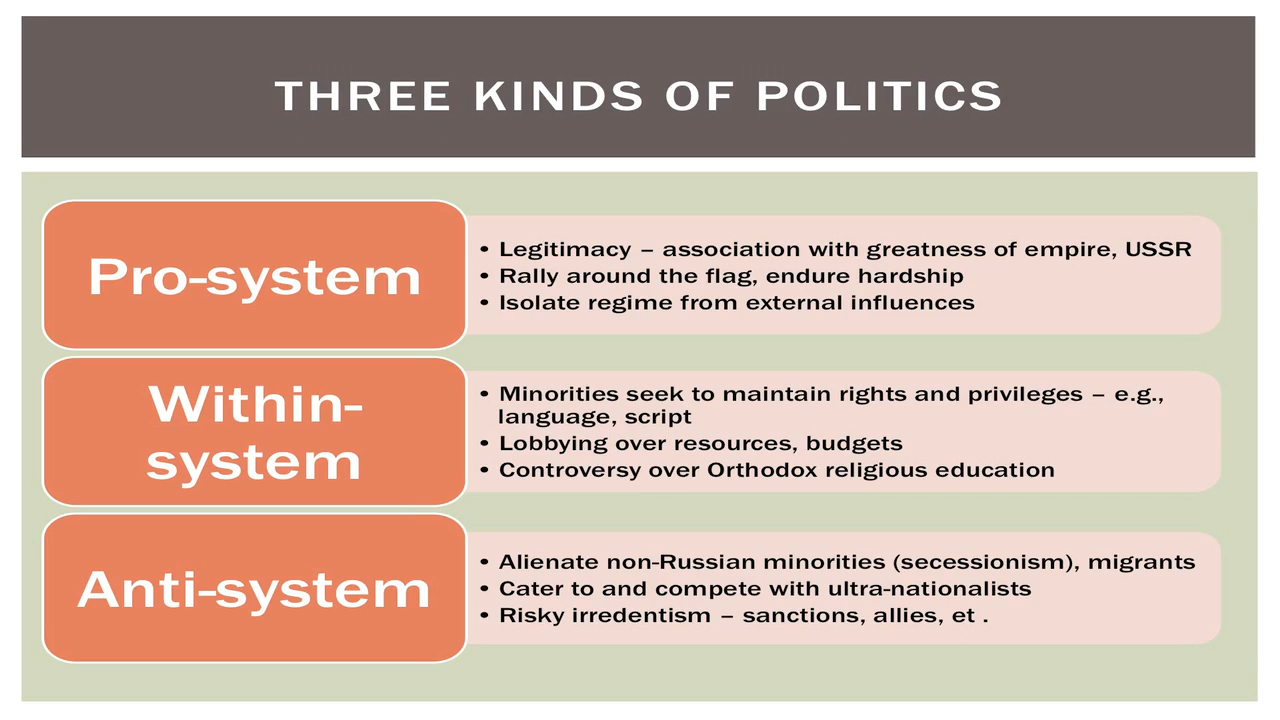 THREE KINDS OF POLITICS
Pro-system
• Legitimacy – association with greatness of empire, USSR
• Rally around the flag, endure hardship
• Isolate regime from external influences
Within-
system
• Minorities seek to maintain rights and privileges – e.g.,
language, script
• Lobbying over resources, budgets
• Controversy over Orthodox religious education
Anti-system
• Alienate non-Russian minorities (secessionism), migrants
• Cater to and compete with ultra-nationalists
• Risky irredentism – sanctions, allies, et .